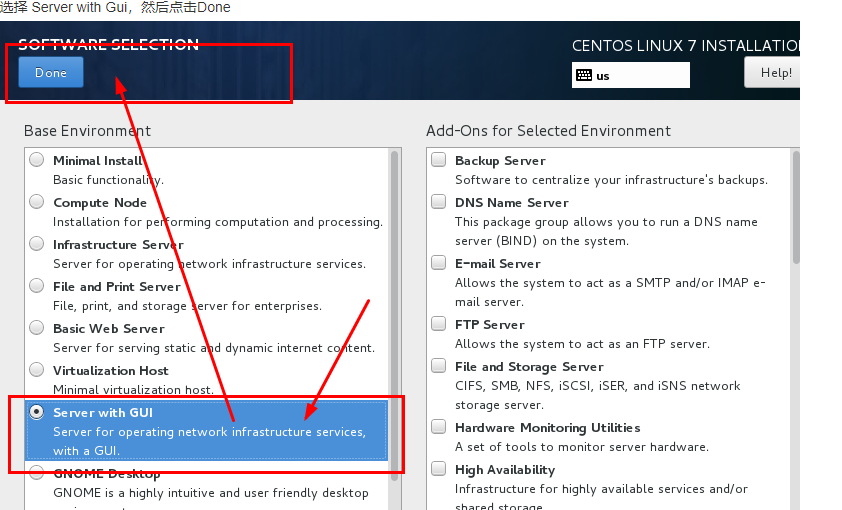 选择 Server with Gui，然后点击Done
SOFTWARE SELECTION
Done
CENTOS LINUX 7 INSTALLATIO
us
Help!
Base Environment
Minimal Install
Basic functionality.
Compute Node
Installation for performing computation and processing.
Infrastructure Server
Server for operating network infrastructure services.
File and Print Server
File, print, and storage server for enterprises.
Basic Web Server
Server for serving static and dynamic internet content.
Virtualization Host
Minimal virtualization host.
Server with GUI
Server for operating network infrastructure services,
with a GUI.
GNOME Desktop
GNOME is a highly intuitive and user friendly desktop
Add-Ons for Selected Environment
Backup Server
Software to centralize your infrastructure's backups.
DNS Name Server
This package group allows you to run a DNS name
server (BIND) on the system.
E-mail Server
Allows the system to act as a SMTP and/or IMAP e-
mail server.
FTP Server
Allows the system to act as an FTP server.
File and Storage Server
CIFS, SMB, NFS, iSCSI, iSER, and iSNS network
storage server.
Hardware Monitoring Utilities
A set of tools to monitor server hardware.
High Availability
Infrastructure for highly available services and/or
shared storage.